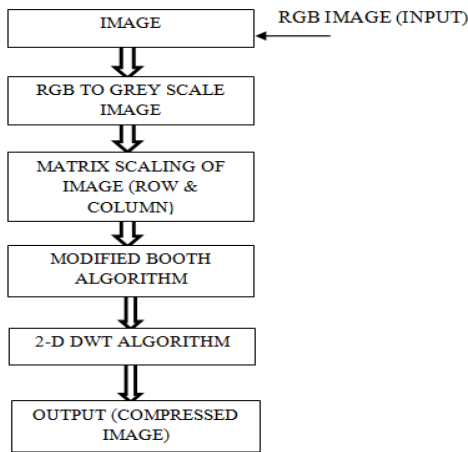 IMAGE
RGB IMAGE (INPUT)
RGB TO GREY SCALE
IMAGE
MATRIX SCALING OF
IMAGE (ROW &
COLUMN)
MODIFIED BOOTH
ALGORITHM
2-D DWT ALGORITHM
OUTPUT (COMPRESSED
IMAGE)